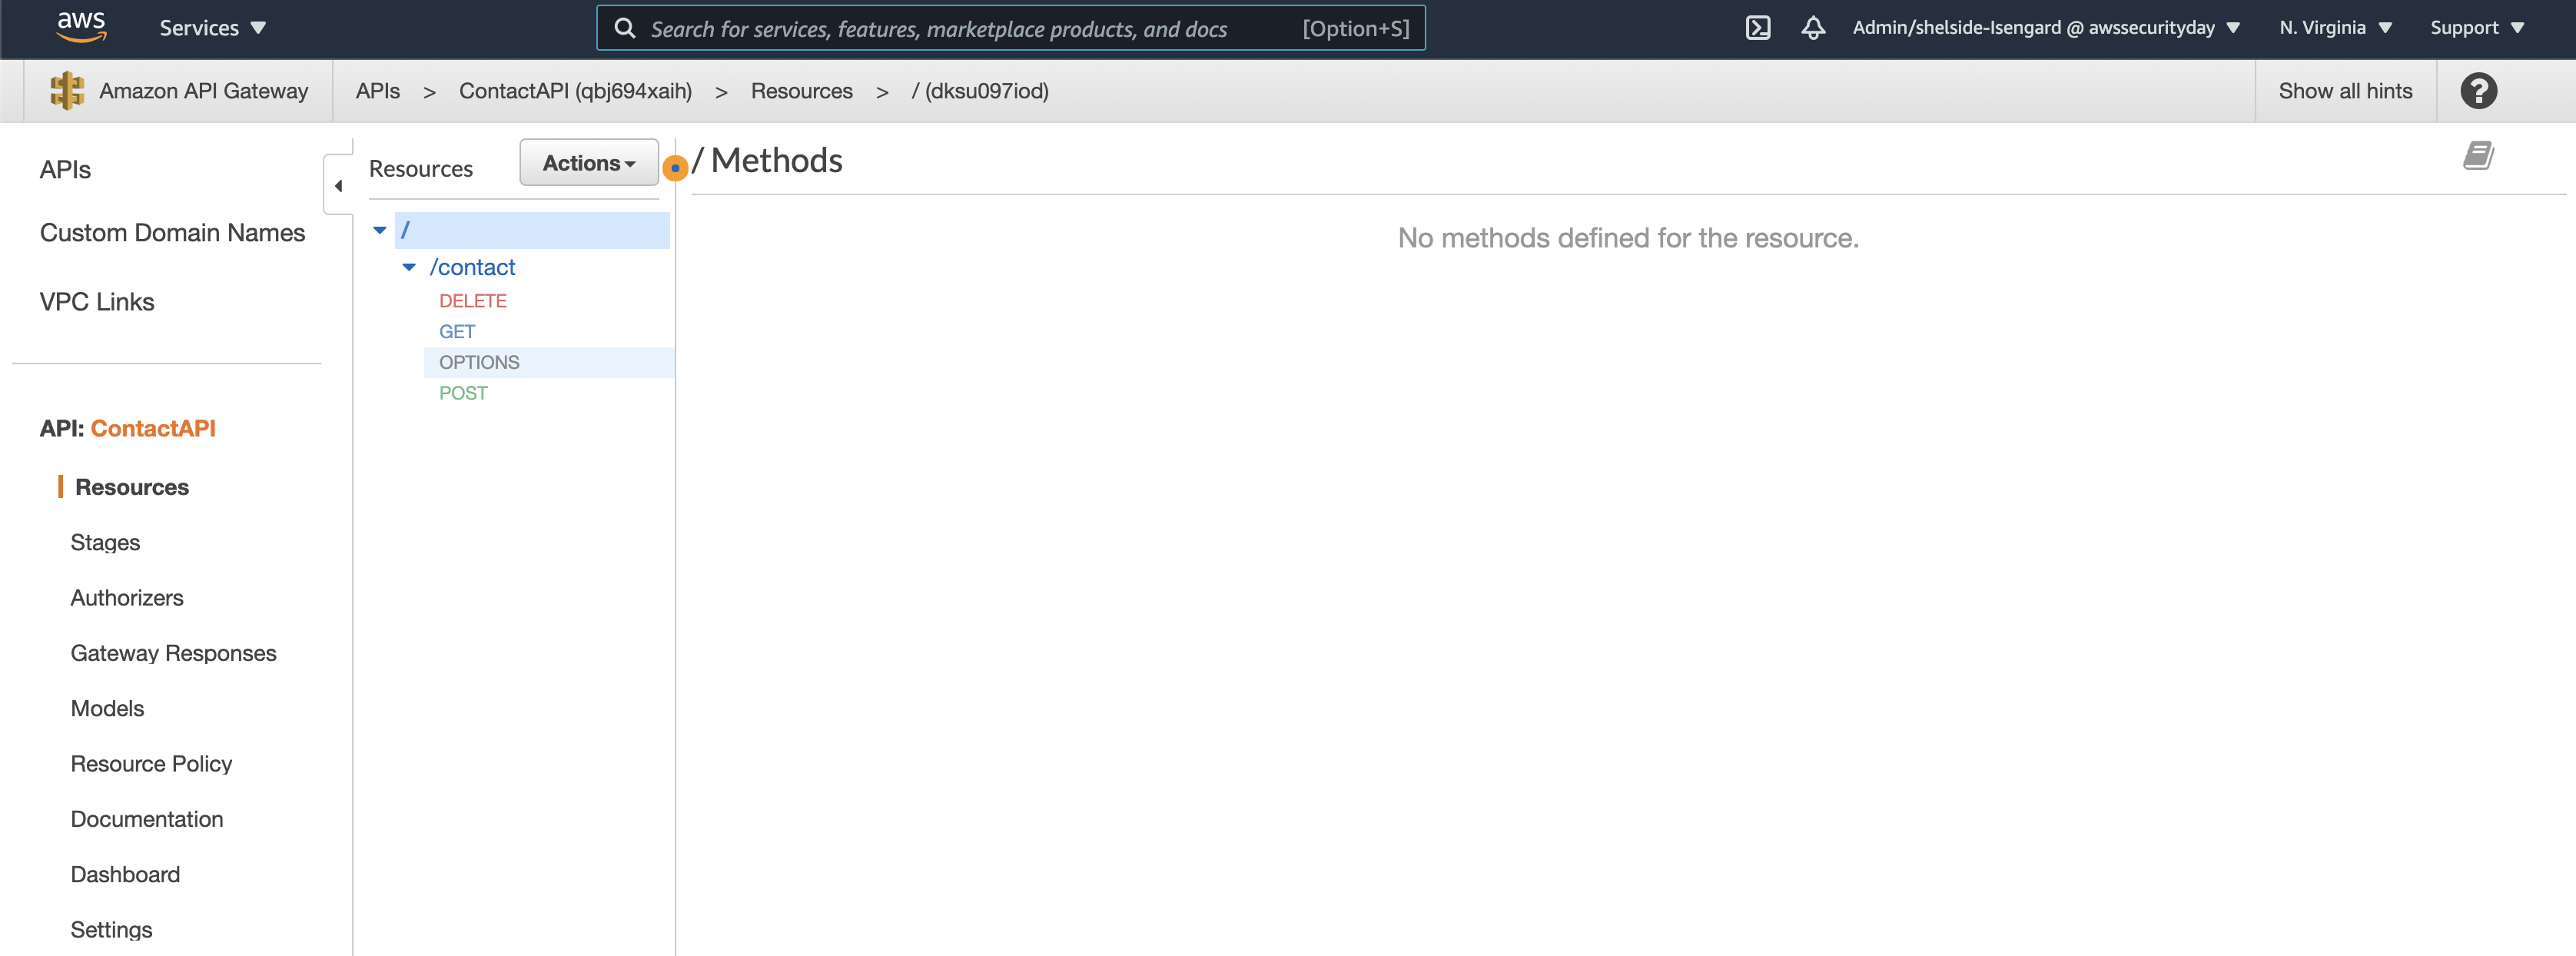 aws Services Search for services, features, marketplace products, and docs [Option+S] Admin/shelside-Isengard @ awssecurityday N. Virginia Support
Amazon API Gateway APIs > ContactAPI (qbj694xaih) > Resources > / (dksu097iod) Show all hints ?
APIs
Custom Domain Names
VPC Links
API: ContactAPI
Resources
Stages
Authorizers
Gateway Responses
Models
Resource Policy
Documentation
Dashboard
Settings
Resources Actions
/
/contact
DELETE
GET
OPTIONS
POST
/ Methods
No methods defined for the resource.